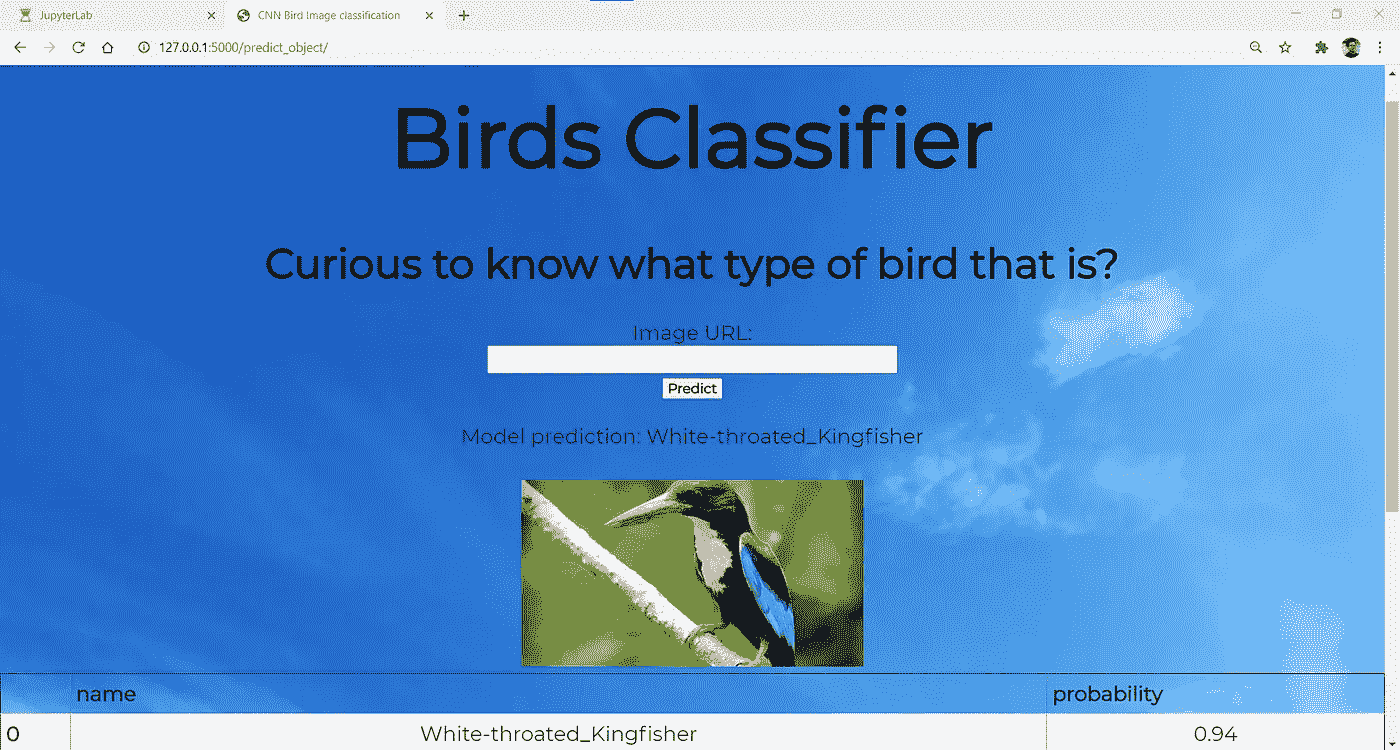 JupyterLab
CNN Bird Image classification
127.0.0.1:5000/predict_object/
Birds Classifier
Curious to know what type of bird that is?
Image URL:
Predict
Model prediction: White-throated_Kingfisher
name probability
0 White-throated_Kingfisher 0.94